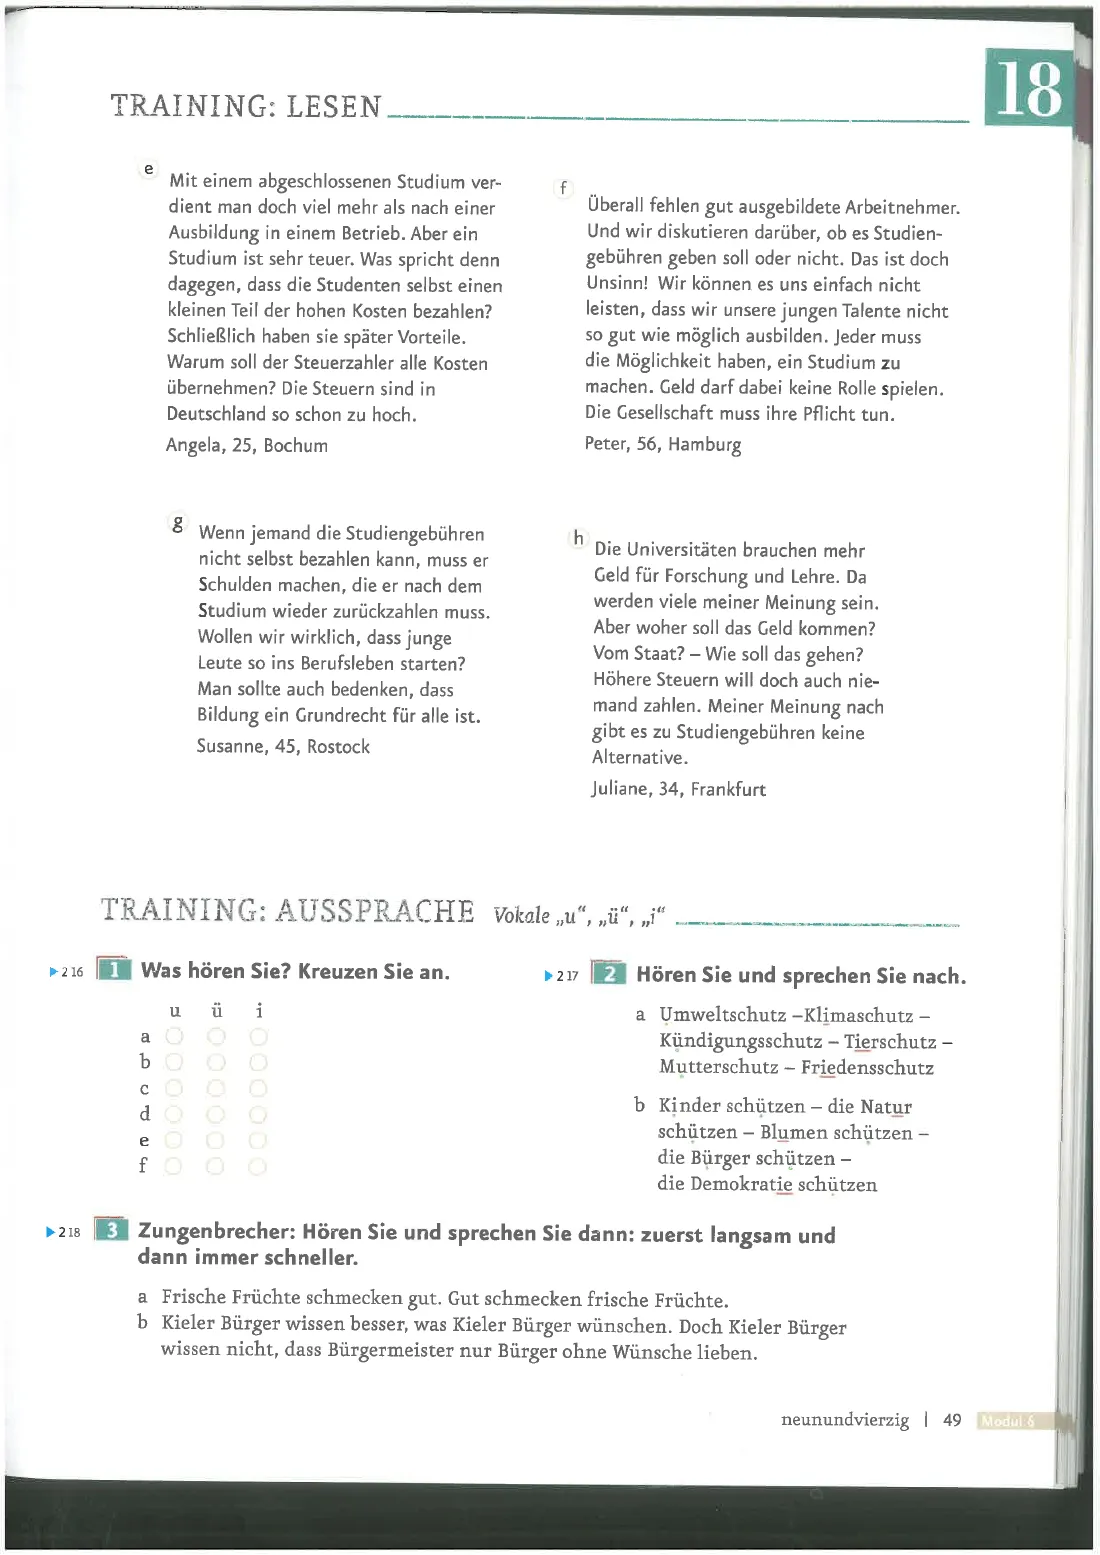 18
TRAINING: LESEN
e
Mit einem abgeschlossenen Studium ver-
dient man doch viel mehr als nach einer
Ausbildung in einem Betrieb. Aber ein
Studium ist sehr teuer. Was spricht denn
dagegen, dass die Studenten selbst einen
kleinen Teil der hohen Kosten bezahlen?
Schließlich haben sie später Vorteile.
Warum soll der Steuerzahler alle Kosten
übernehmen? Die Steuern sind in
Deutschland so schon zu hoch.
Angela, 25, Bochum
f
Überall fehlen gut ausgebildete Arbeitnehmer.
Und wir diskutieren darüber, ob es Studien-
gebühren geben soll oder nicht. Das ist doch
Unsinn! Wir können es uns einfach nicht
leisten, dass wir unsere jungen Talente nicht
so gut wie möglich ausbilden. Jeder muss
die Möglichkeit haben, ein Studium zu
machen. Geld darf dabei keine Rolle spielen.
Die Gesellschaft muss ihre Pflicht tun.
Peter, 56, Hamburg
g
Wenn jemand die Studiengebühren
nicht selbst bezahlen kann, muss er
Schulden machen, die er nach dem
Studium wieder zurückzahlen muss.
Wollen wir wirklich, dass junge
Leute so ins Berufsleben starten?
Man sollte auch bedenken, dass
Bildung ein Grundrecht für alle ist.
Susanne, 45, Rostock
h
Die Universitäten brauchen mehr
Geld für Forschung und Lehre. Da
werden viele meiner Meinung sein.
Aber woher soll das Geld kommen?
Vom Staat? – Wie soll das gehen?
Höhere Steuern will doch auch nie-
mand zahlen. Meiner Meinung nach
gibt es zu Studiengebühren keine
Alternative.
Juliane, 34, Frankfurt
TRAINING: AUSSPRACHE Vokale „u“, „ü“, „i“
▶ 2 16 1 Was hören Sie? Kreuzen Sie an.
u ü i
a
b
c
d
e
f
▶ 2 17 2 Hören Sie und sprechen Sie nach.
a Umweltschutz –Klimaschutz –
Kündigungsschutz – Tierschutz –
Mutterschutz – Friedensschutz
b Kinder schützen – die Natur
schützen – Blumen schützen –
die Bürger schützen –
die Demokratie schützen
▶ 2 18 3 Zungenbrecher: Hören Sie und sprechen Sie dann: zuerst langsam und
dann immer schneller.
a Frische Früchte schmecken gut. Gut schmecken frische Früchte.
b Kieler Bürger wissen besser, was Kieler Bürger wünschen. Doch Kieler Bürger
wissen nicht, dass Bürgermeister nur Bürger ohne Wünsche lieben.
neunundvierzig | 49 Modul 6